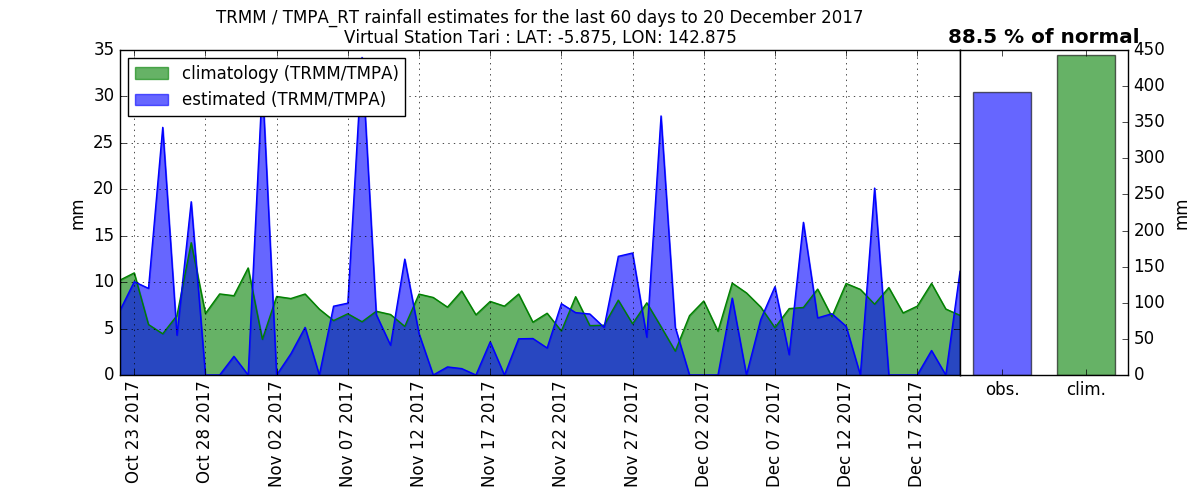 TRMM / TMPA_RT rainfall estimates for the last 60 days to 20 December 2017
Virtual Station Tari : LAT: -5.875, LON: 142.875
88.5 % of normal
climatology (TRMM/TMPA)
estimated (TRMM/TMPA)
35
30
25
20
15
10
5
0
mm
Oct 23 2017
Oct 28 2017
Nov 02 2017
Nov 07 2017
Nov 12 2017
Nov 17 2017
Nov 22 2017
Nov 27 2017
Dec 02 2017
Dec 07 2017
Dec 12 2017
Dec 17 2017
450
400
350
300
250
200
150
100
50
0
mm
obs.
clim.